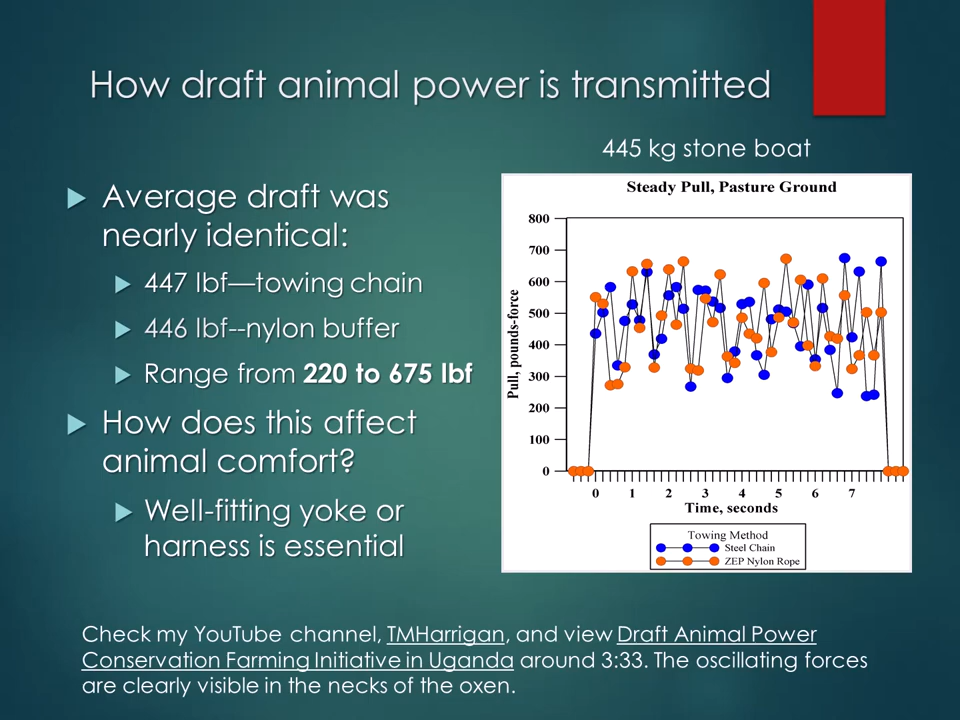 How draft animal power is transmitted
445 kg stone boat
Average draft was
nearly identical:
447 lbf—towing chain
446 lbf--nylon buffer
Range from 220 to 675 lbf
How does this affect
animal comfort?
Well-fitting yoke or
harness is essential
Steady Pull, Pasture Ground
Pull, pounds-force
800
700
600
500
400
300
200
100
0
0 1 2 3 4 5 6 7
Time, seconds
Towing Method
Steel Chain
ZEP Nylon Rope
Check my YouTube channel, TMHarrigan, and view Draft Animal Power
Conservation Farming Initiative in Uganda around 3:33. The oscillating forces
are clearly visible in the necks of the oxen.